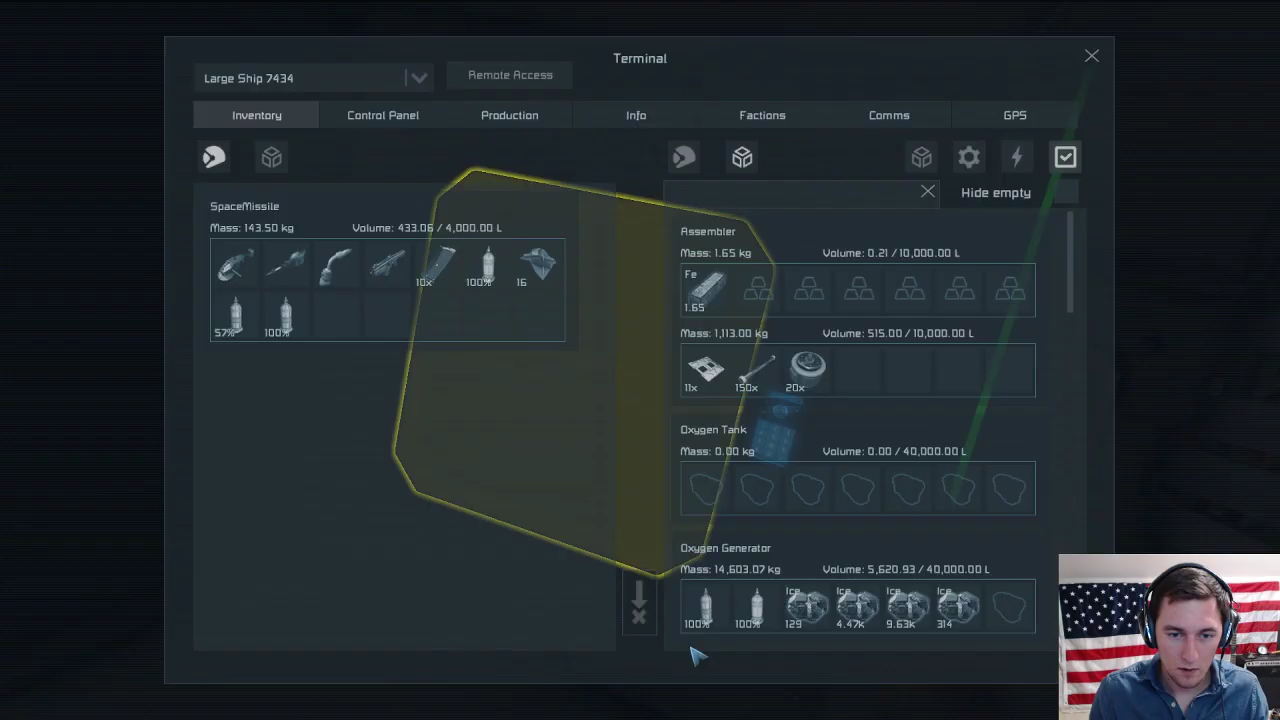 Terminal
Large Ship 7434
Remote Access
Inventory Control Panel Production Info Factions Comms GPS
Hide empty
SpaceMissile
Mass: 143.50 kg Volume: 433.06 / 4,000.00 L
10x 100% 16
57% 100%
Assembler
Mass: 1.65 kg Volume: 0.21 / 10,000.00 L
Fe
1.65
Mass: 1,113.00 kg Volume: 515.00 / 10,000.00 L
11x 150x 20x
Oxygen Tank
Mass: 0.00 kg Volume: 0.00 / 40,000.00 L
Oxygen Generator
Mass: 14,603.07 kg Volume: 5,620.93 / 40,000.00 L
Ice Ice Ice Ice
100% 100% 129 4.47k 9.63k 314